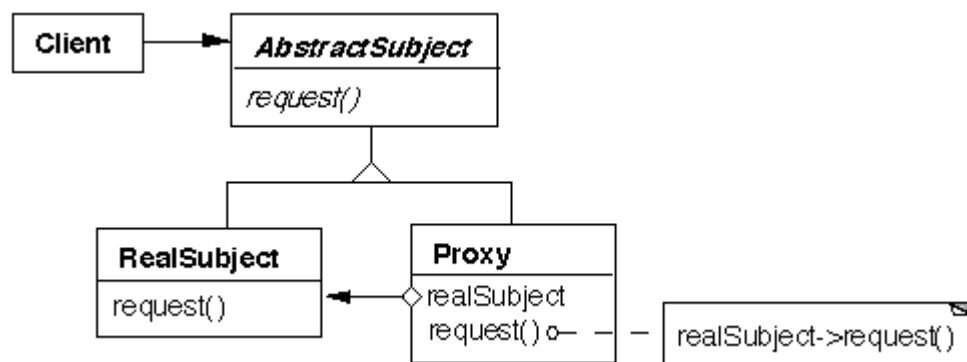 Client
AbstractSubject
request()
RealSubject
request()
Proxy
realSubject
request()
realSubject->request()